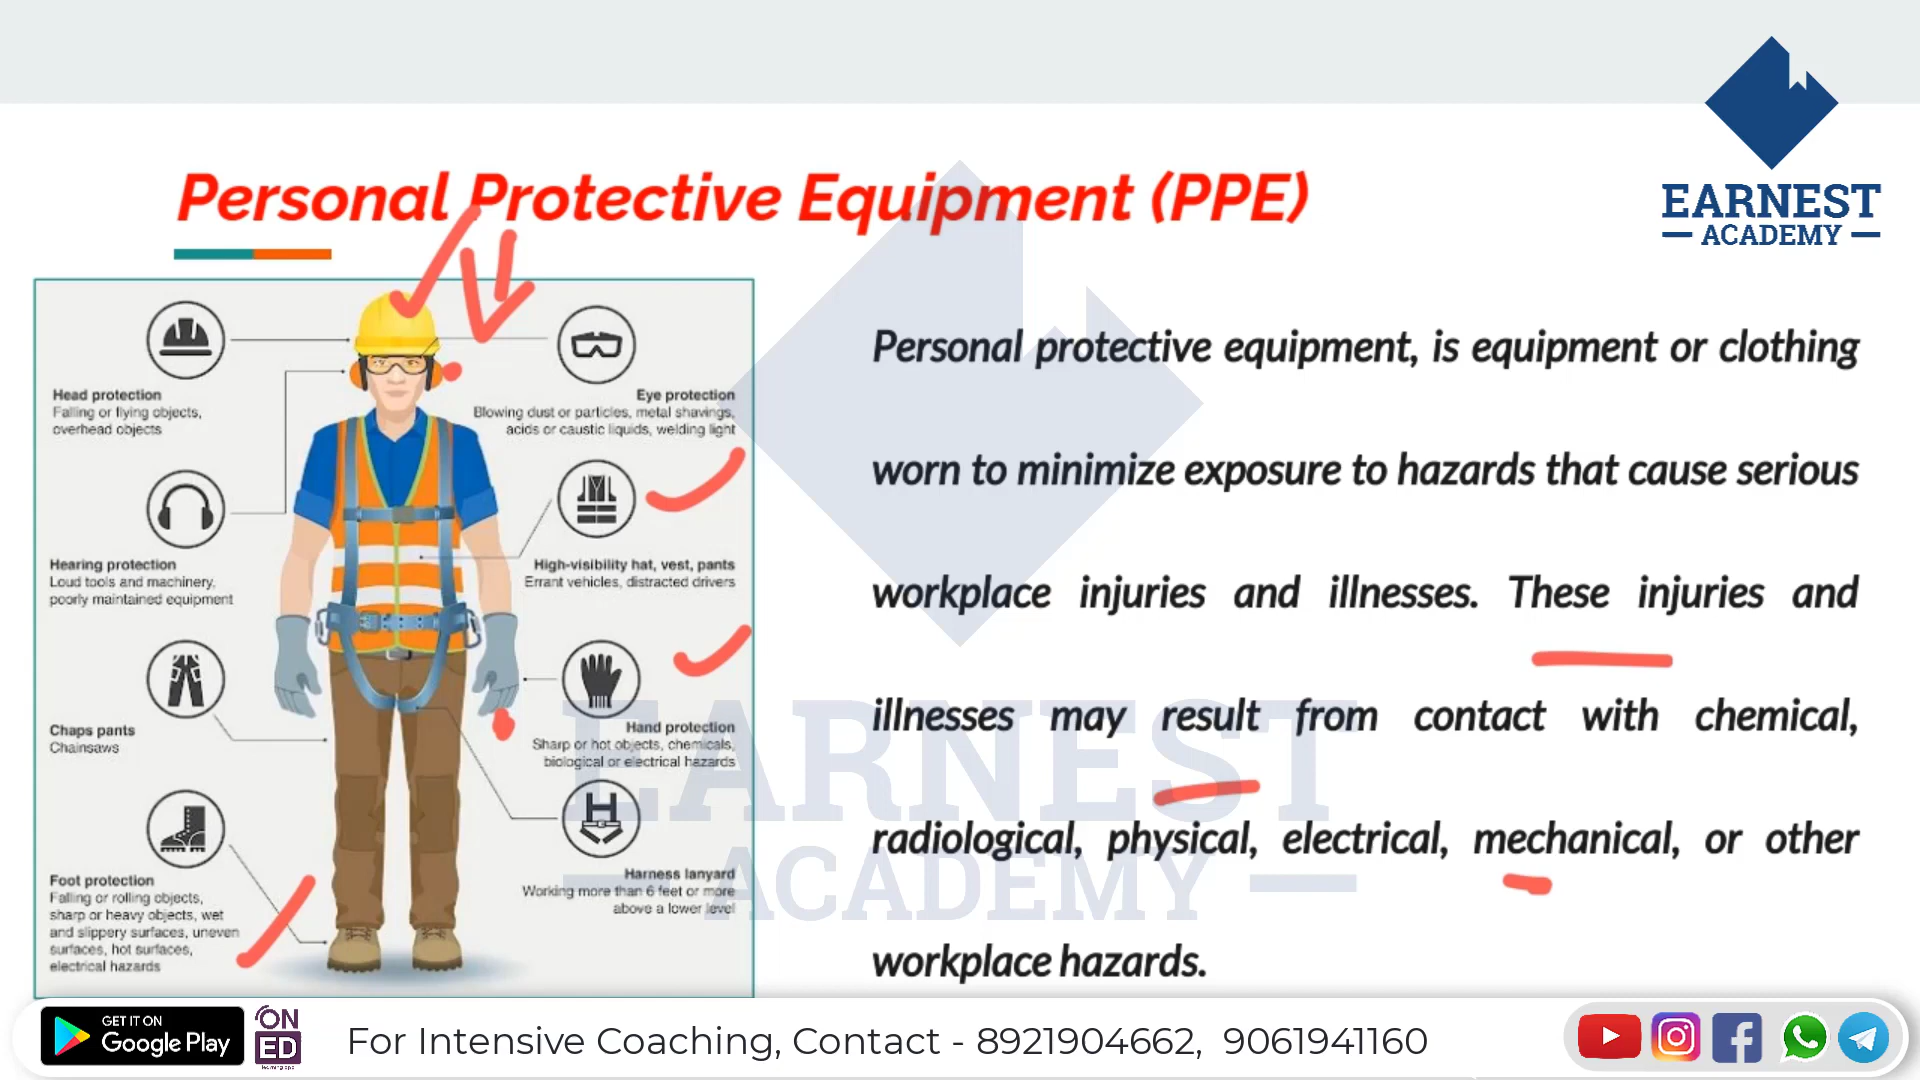 EARNEST
ACADEMY
Personal Protective Equipment (PPE)
Head protection
Falling or flying objects,
overhead objects
Eye protection
Blowing dust or particles, metal shavings,
acids or caustic liquids, welding light
Hearing protection
Loud tools and machinery,
poorly maintained equipment
High-visibility hat, vest, pants
Errant vehicles, distracted drivers
Chaps pants
Chainsaws
Hand protection
Sharp or hot objects, chemicals,
biological or electrical hazards
Foot protection
Falling or rolling objects,
sharp or heavy objects, wet
and slippery surfaces, uneven
surfaces, hot surfaces,
electrical hazards
Harness lanyard
Working more than 6 feet or more
above a lower level
Personal protective equipment, is equipment or clothing
worn to minimize exposure to hazards that cause serious
workplace injuries and illnesses. These injuries and
illnesses may result from contact with chemical,
radiological, physical, electrical, mechanical, or other
workplace hazards.
EARNEST
ACADEMY
GET IT ON
Google Play
ON
ED
learning app
For Intensive Coaching, Contact - 8921904662, 9061941160